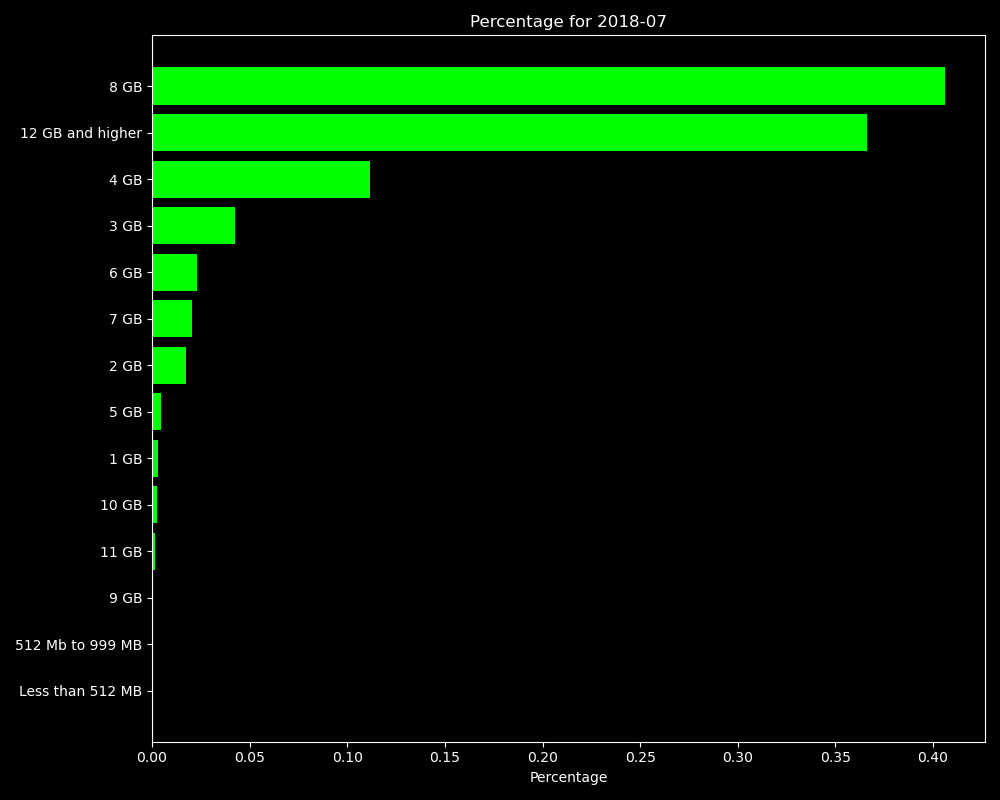 Percentage for 2018-07
8 GB
12 GB and higher
4 GB
3 GB
6 GB
7 GB
2 GB
5 GB
1 GB
10 GB
11 GB
9 GB
512 Mb to 999 MB
Less than 512 MB
0.00 0.05 0.10 0.15 0.20 0.25 0.30 0.35 0.40
Percentage